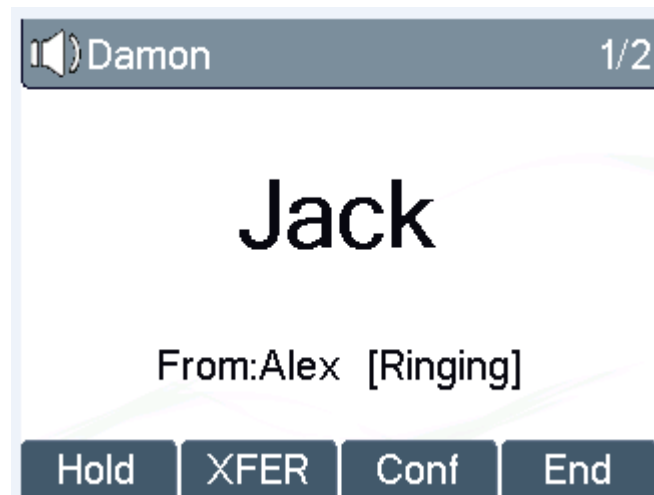 Damon 1/2
Jack
From:Alex [Ringing]
Hold XFER Conf End